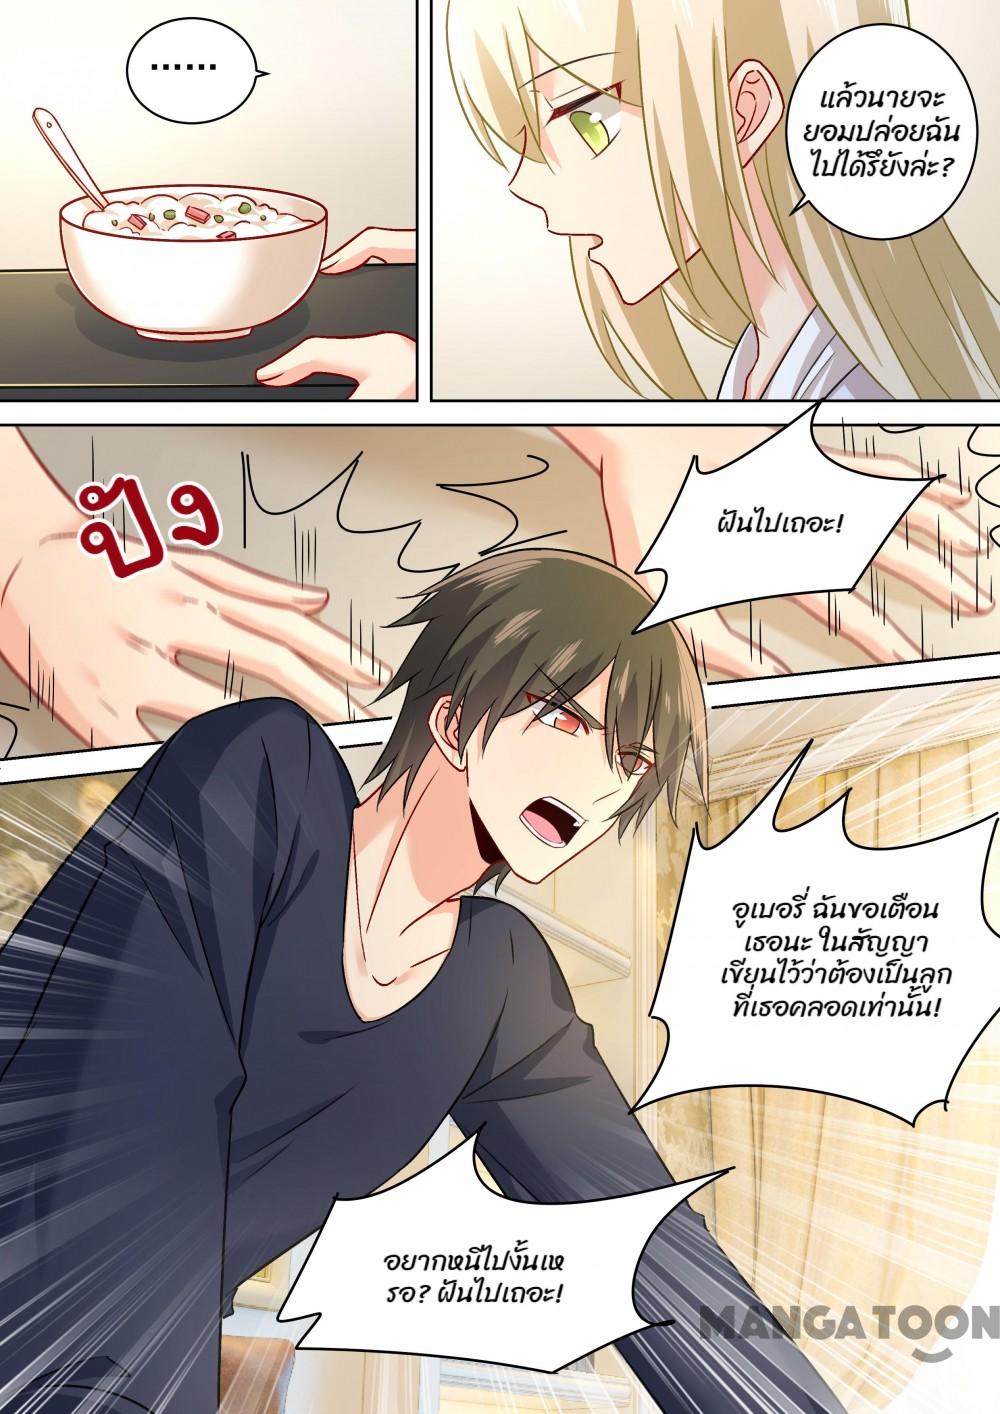 ......
แล้วนายจะ
ยอมปล่อยฉัน
ไปได้รึยังล่ะ?
ปัง
ฝันไปเถอะ!
อูเบอรี่ ฉันขอเตือน
เธอนะ ในสัญญา
เขียนไว้ว่าต้องเป็นลูก
ที่เธอคลอดเท่านั้น!
อยากหนีไปงั้นเห
รอ? ฝันไปเถอะ!
MANGATOON